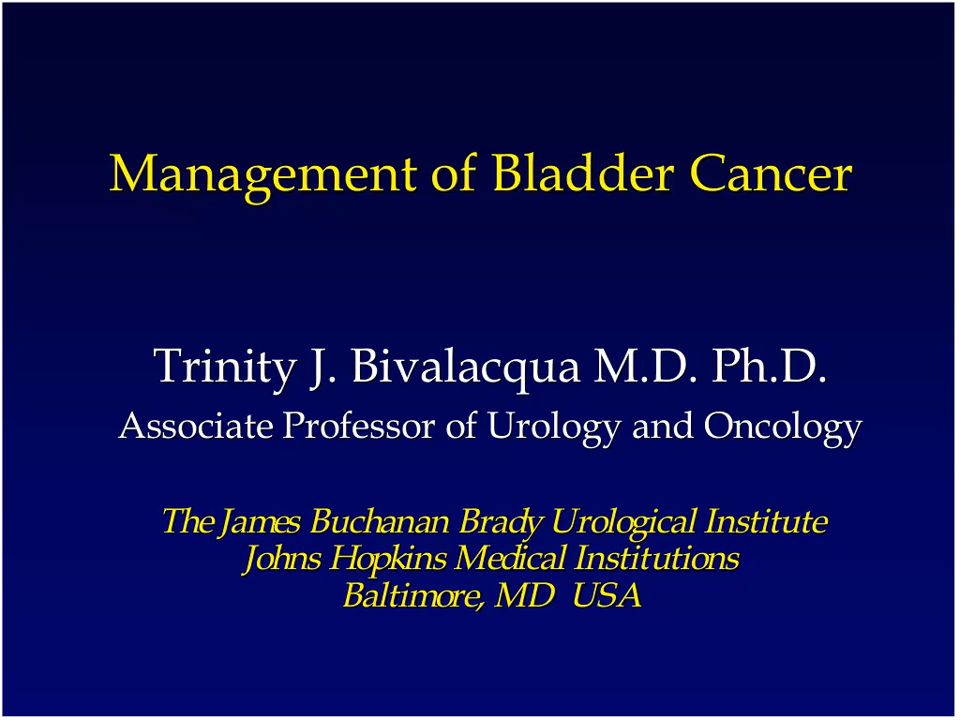 Management of Bladder Cancer
Trinity J. Bivalacqua M.D. Ph.D.
Associate Professor of Urology and Oncology
The James Buchanan Brady Urological Institute
Johns Hopkins Medical Institutions
Baltimore, MD USA